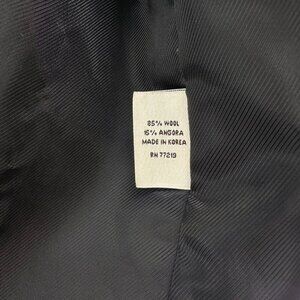 85% WOOL
15% ANGORA
MADE IN KOREA
RN 77219